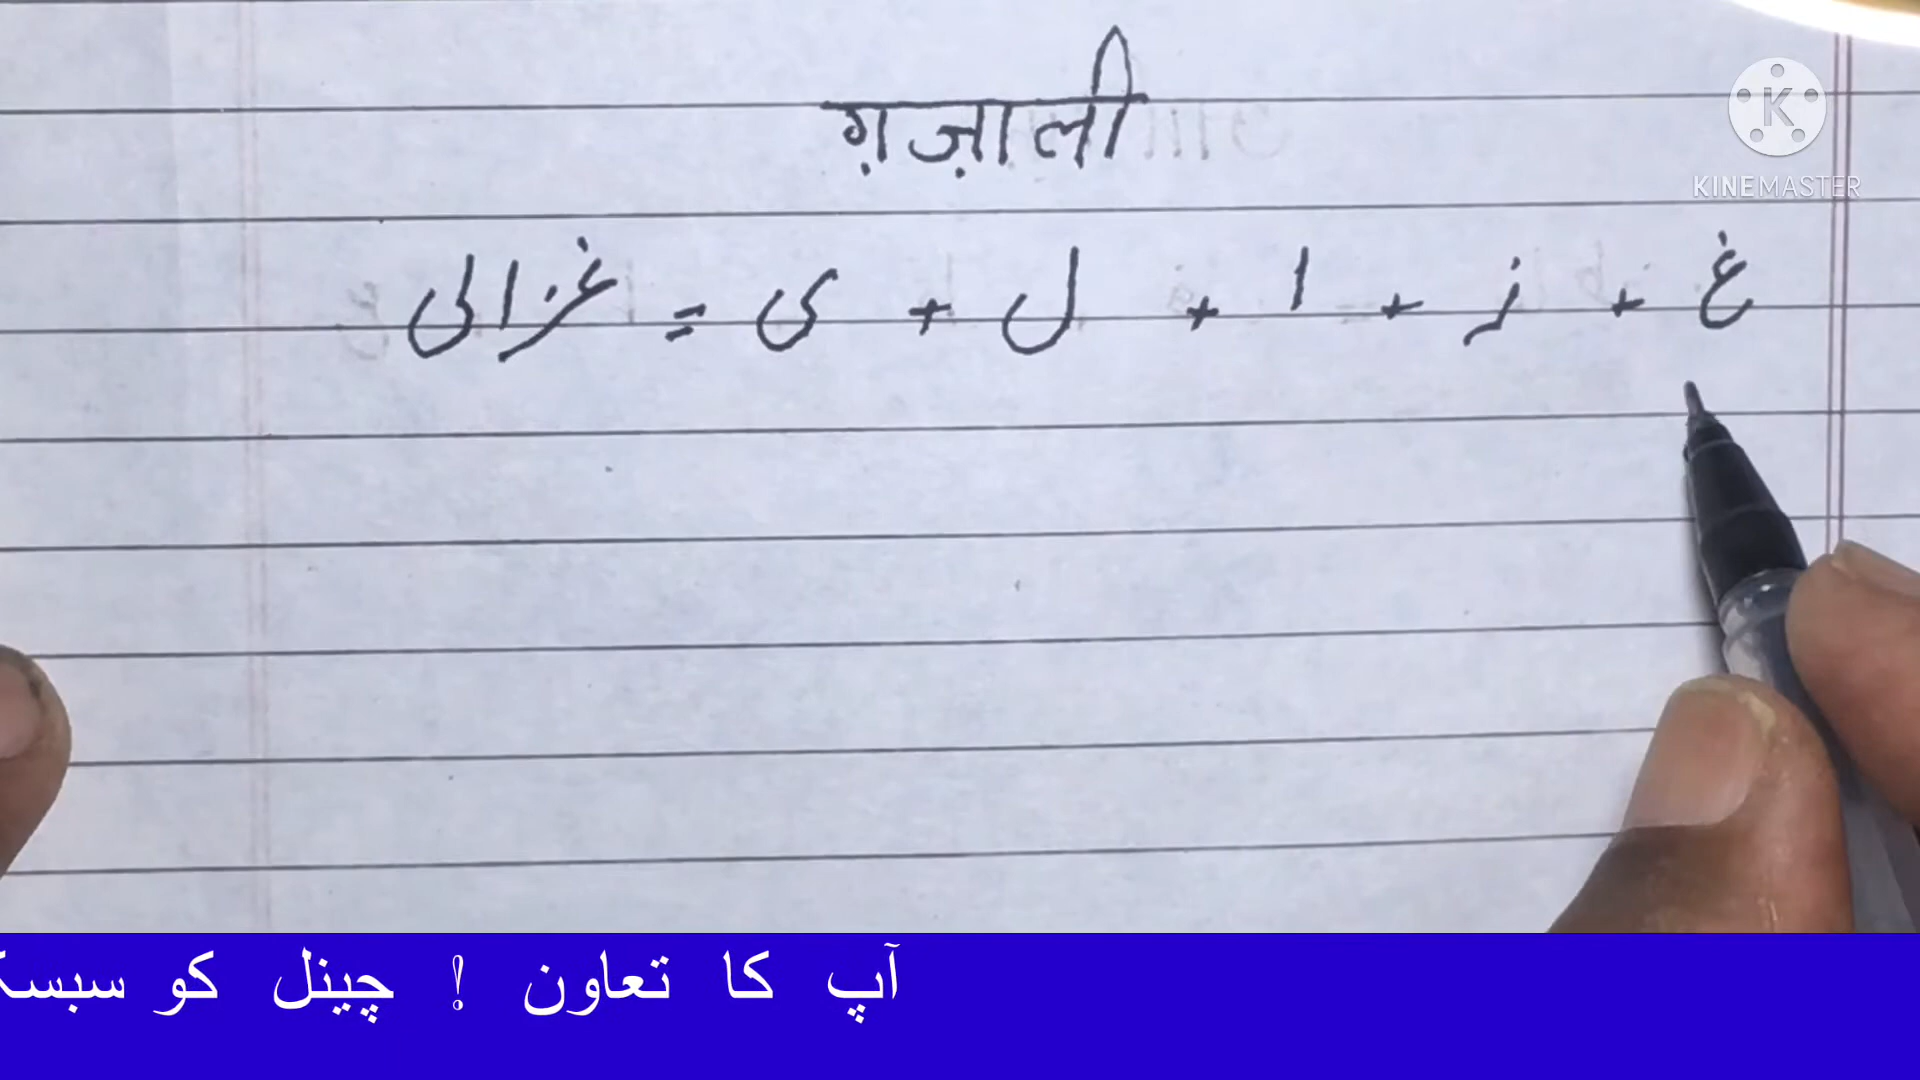 ग़ज़ाली
KINEMASTER
غ + ز + ا + ل + ی = غزالی
آپ کا تعاون ! چینل کو